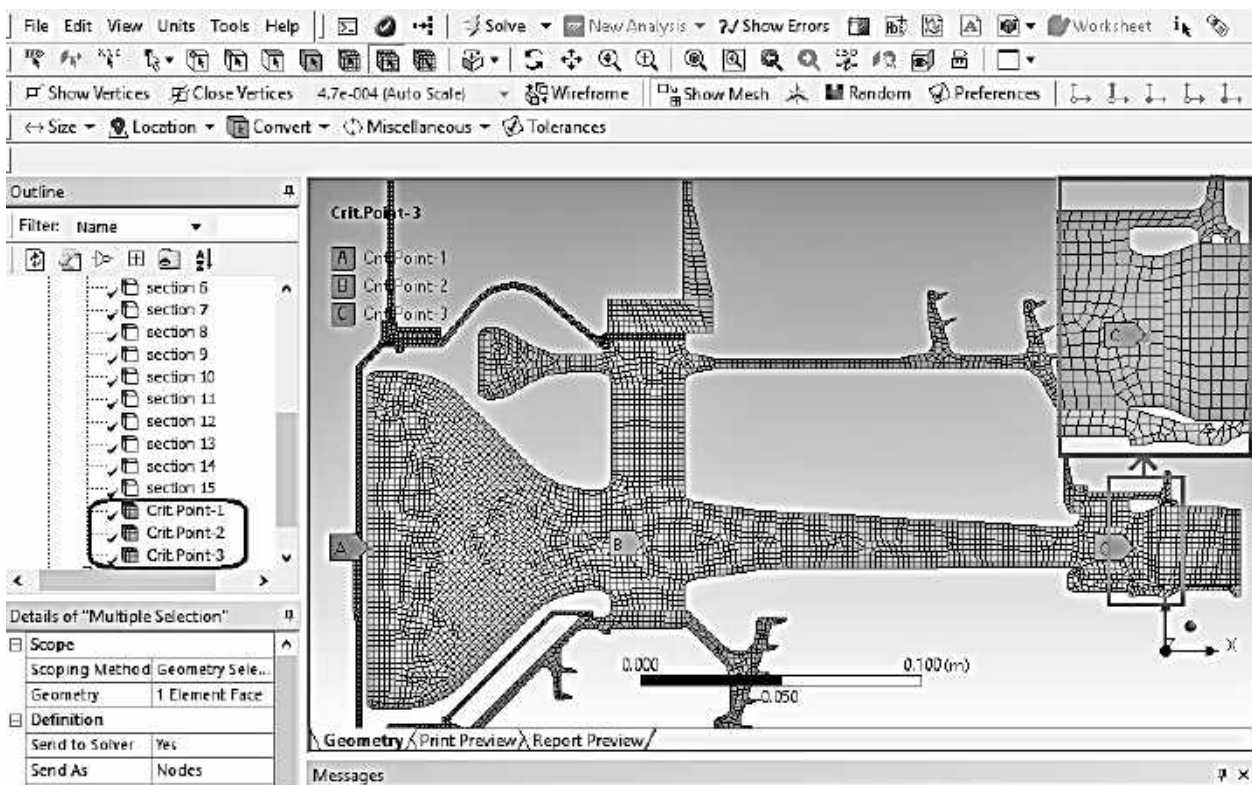 File Edit View Units Tools Help Solve New Analysis ?/ Show Errors Worksheet
Show Vertices Close Vertices 4.7e-004 (Auto Scale) Wireframe Show Mesh Random Preferences
Size Location Convert Miscellaneous Tolerances
Outline
Filter: Name
section 6
section 7
section 8
section 9
section 10
section 11
section 12
section 13
section 14
section 15
Crit.Point-1
Crit.Point-2
Crit.Point-3
Details of "Multiple Selection"
Scope
Scoping Method Geometry Sele...
Geometry 1 Element Face
Definition
Send to Solver Yes
Send As Nodes
Crit.Point-3
A Crit.Point-1
B Crit.Point-2
C Crit.Point-3
C
A
B
C
X
0.000 0.100 (m)
0.050
Geometry Print Preview Report Preview
Messages